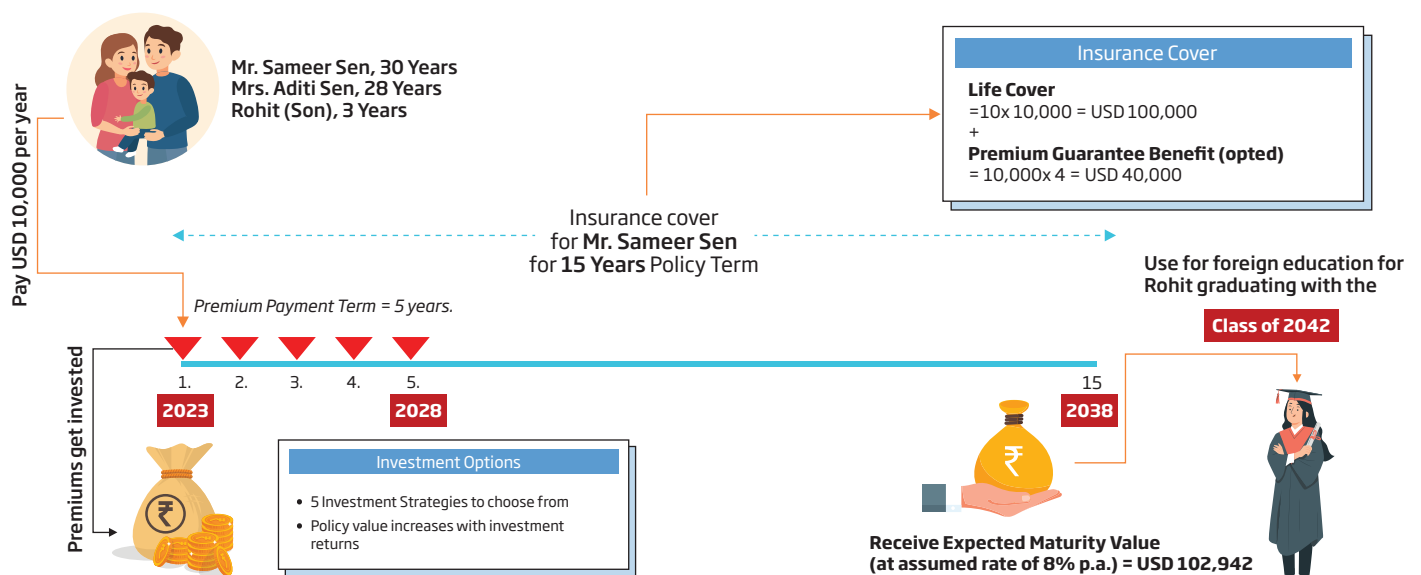 Mr. Sameer Sen, 30 Years
Mrs. Aditi Sen, 28 Years
Rohit (Son), 3 Years
Pay USD 10,000 per year
Insurance Cover
Life Cover
=10x 10,000 = USD 100,000
+
Premium Guarantee Benefit (opted)
= 10,000x 4 = USD 40,000
Insurance cover
for Mr. Sameer Sen
for 15 Years Policy Term
Use for foreign education for
Rohit graduating with the
Class of 2042
Premium Payment Term = 5 years.
Premiums get invested
1.
2.
3.
4.
5.
15
2023
2028
2038
₹
₹
Investment Options
• 5 Investment Strategies to choose from
• Policy value increases with investment
returns
Receive Expected Maturity Value
(at assumed rate of 8% p.a.) = USD 102,942